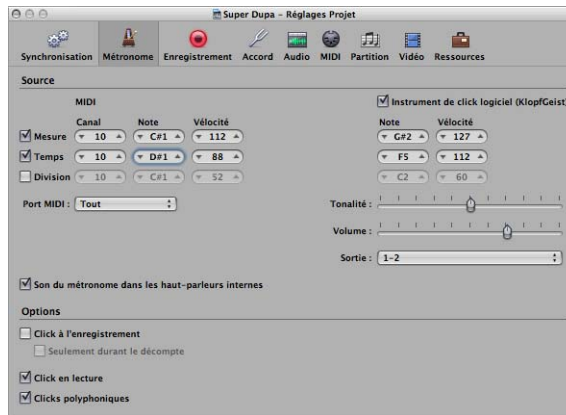 Super Dupa – Réglages Projet
Synchronisation Métronome Enregistrement Accord Audio MIDI Partition Vidéo Ressources
Source
MIDI
Instrument de click logiciel (KlopfGeist)
Canal Note Vélocité Note Vélocité
Mesure 10 C#1 112 G#2 127
Temps 10 D#1 88 F5 112
Division 10 C#1 52 C2 60
Port MIDI : Tout
Tonalité :
Volume :
Sortie : 1-2
Son du métronome dans les haut-parleurs internes
Options
Click à l'enregistrement
Seulement durant le décompte
Click en lecture
Clicks polyphoniques